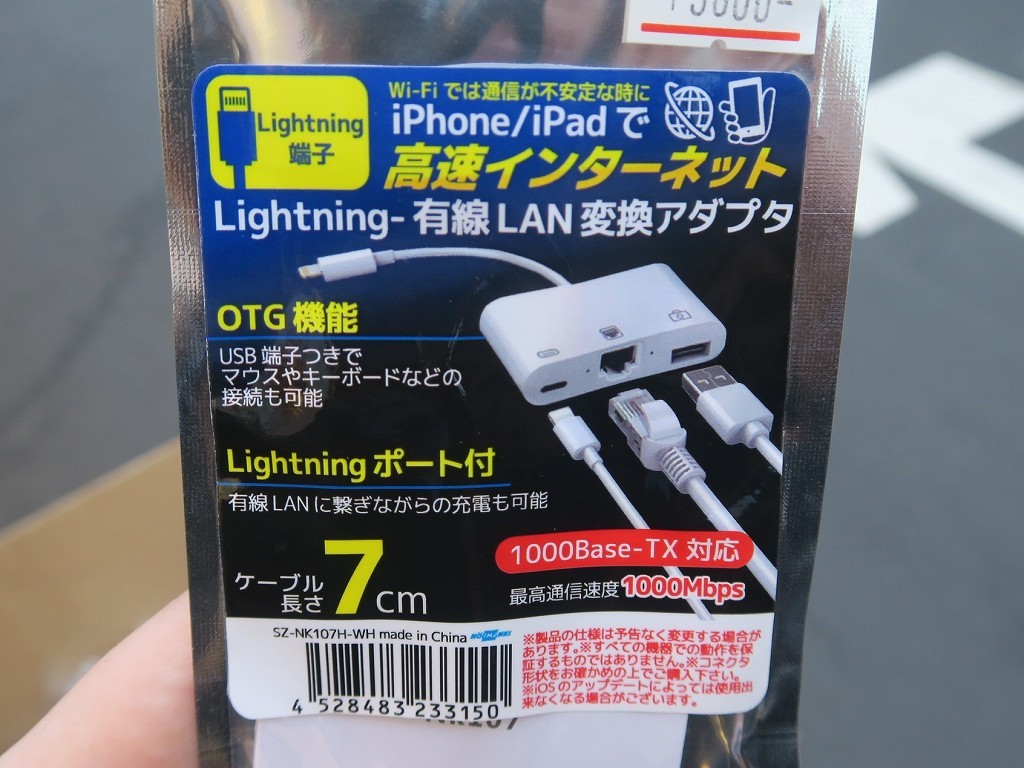 Lightning
端子
Wi-Fiでは通信が不安定な時に
iPhone/iPadで
高速インターネット
Lightning-有線LAN変換アダプタ
OTG機能
USB端子つきで
マウスやキーボードなどの
接続も可能
Lightningポート付
有線LANに繋ぎながらの充電も可能
ケーブル
長さ
7cm
1000Base-TX 対応
最高通信速度1000Mbps
SZ-NK107H-WH made in China
4 528483 233150
※製品の仕様は予告なく変更する場合が
あります。※すべての機器での動作を保
証するものではありません。※コネクタ
形状をお確かめの上でご購入下さい。
※iOSのアップデートによっては使用出
来なくなる場合がございます。